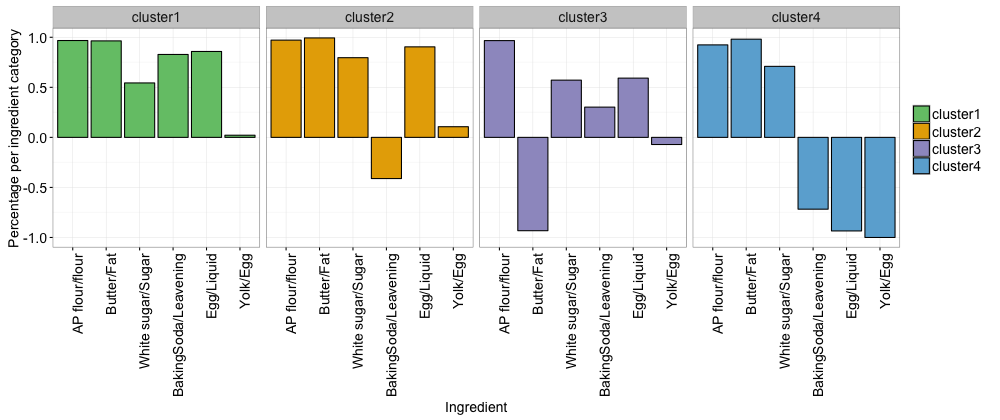 cluster1 cluster2 cluster3 cluster4
Percentage per ingredient category
1.0
0.5
0.0
-0.5
-1.0
AP flour/flour
Butter/Fat
White sugar/Sugar
BakingSoda/Leavening
Egg/Liquid
Yolk/Egg
AP flour/flour
Butter/Fat
White sugar/Sugar
BakingSoda/Leavening
Egg/Liquid
Yolk/Egg
AP flour/flour
Butter/Fat
White sugar/Sugar
BakingSoda/Leavening
Egg/Liquid
Yolk/Egg
AP flour/flour
Butter/Fat
White sugar/Sugar
BakingSoda/Leavening
Egg/Liquid
Yolk/Egg
Ingredient
cluster1
cluster2
cluster3
cluster4